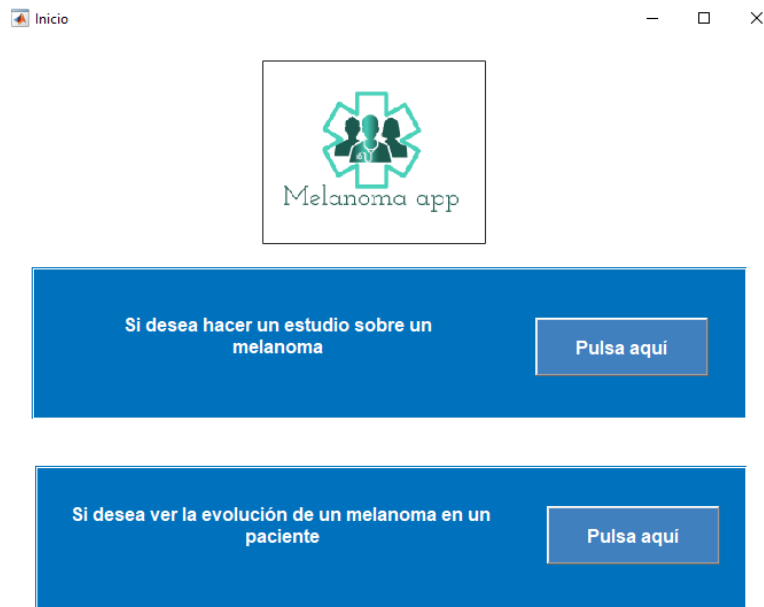 Inicio
Melanoma app
Si desea hacer un estudio sobre un
melanoma
Pulsa aquí
Si desea ver la evolución de un melanoma en un
paciente
Pulsa aquí